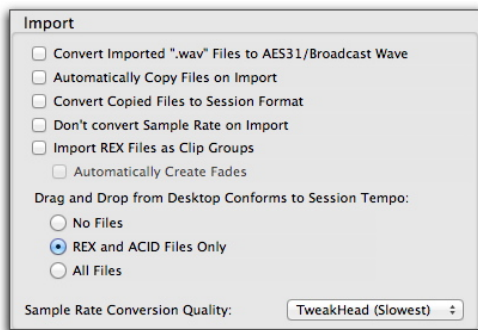 Import
Convert Imported ".wav" Files to AES31/Broadcast Wave
Automatically Copy Files on Import
Convert Copied Files to Session Format
Don't convert Sample Rate on Import
Import REX Files as Clip Groups
Automatically Create Fades
Drag and Drop from Desktop Conforms to Session Tempo:
No Files
REX and ACID Files Only
All Files
Sample Rate Conversion Quality: TweakHead (Slowest)